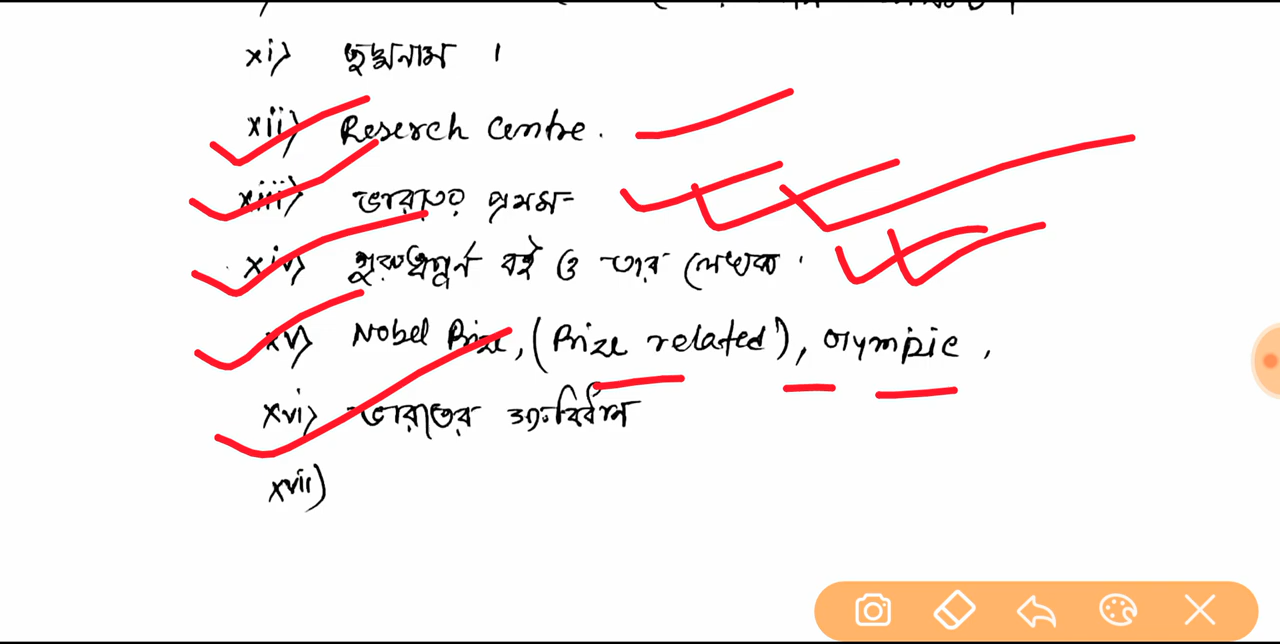 xi) ছদ্মনাম ।
xii) Reserch Centre.
xiii) ভারতের প্রথম-
xiv) গুরুত্বপূর্ন বই ও তার লেখক .
xv) Nobel Prize, (Prize related), Olympic ,
xvi) ভারতের
xvii)